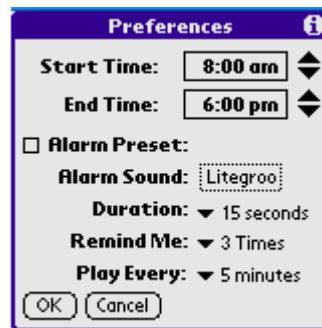 Preferences
Start Time: 8:00 am
End Time: 6:00 pm
Alarm Preset:
Alarm Sound: Litegroo
Duration: 15 seconds
Remind Me: 3 Times
Play Every: 5 minutes
OK Cancel